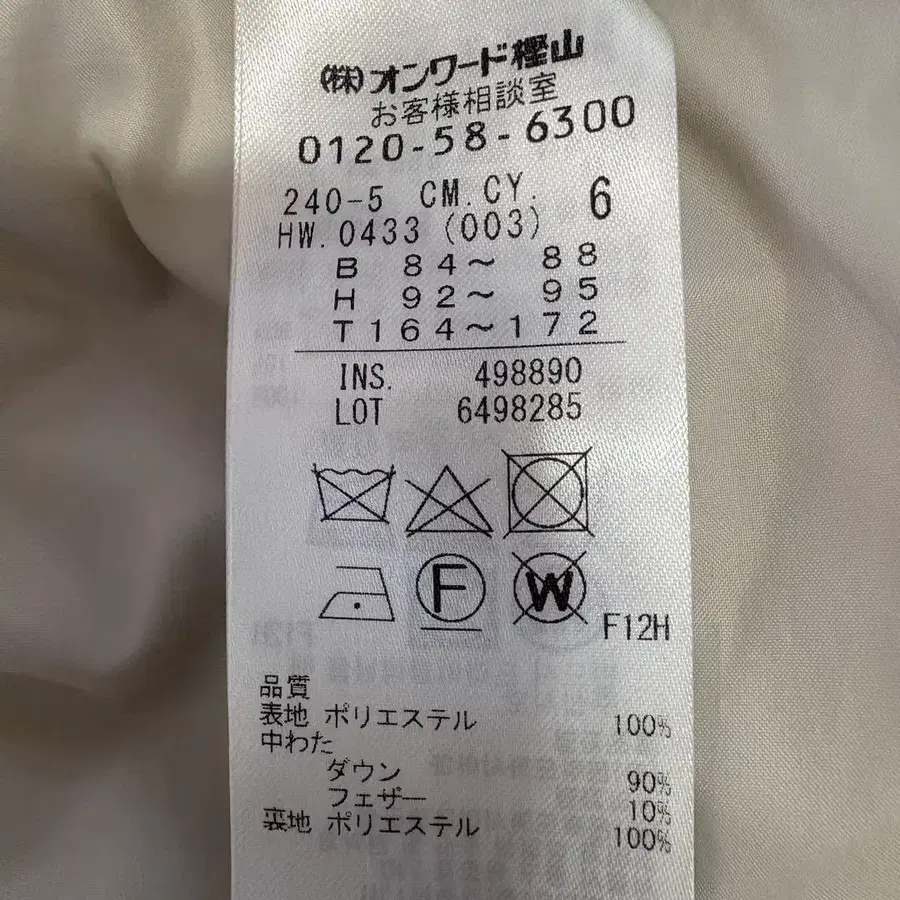 (株)オンワード樫山
お客様相談室
0120-58-6300
240-5 CM.CY. 6
HW.0433 (003)
B 84～ 88
H 92～ 95
T164～172
INS. 498890
LOT 6498285
F W F12H
品質
表地 ポリエステル 100%
中わた
ダウン 90%
フェザー 10%
裏地 ポリエステル 100%